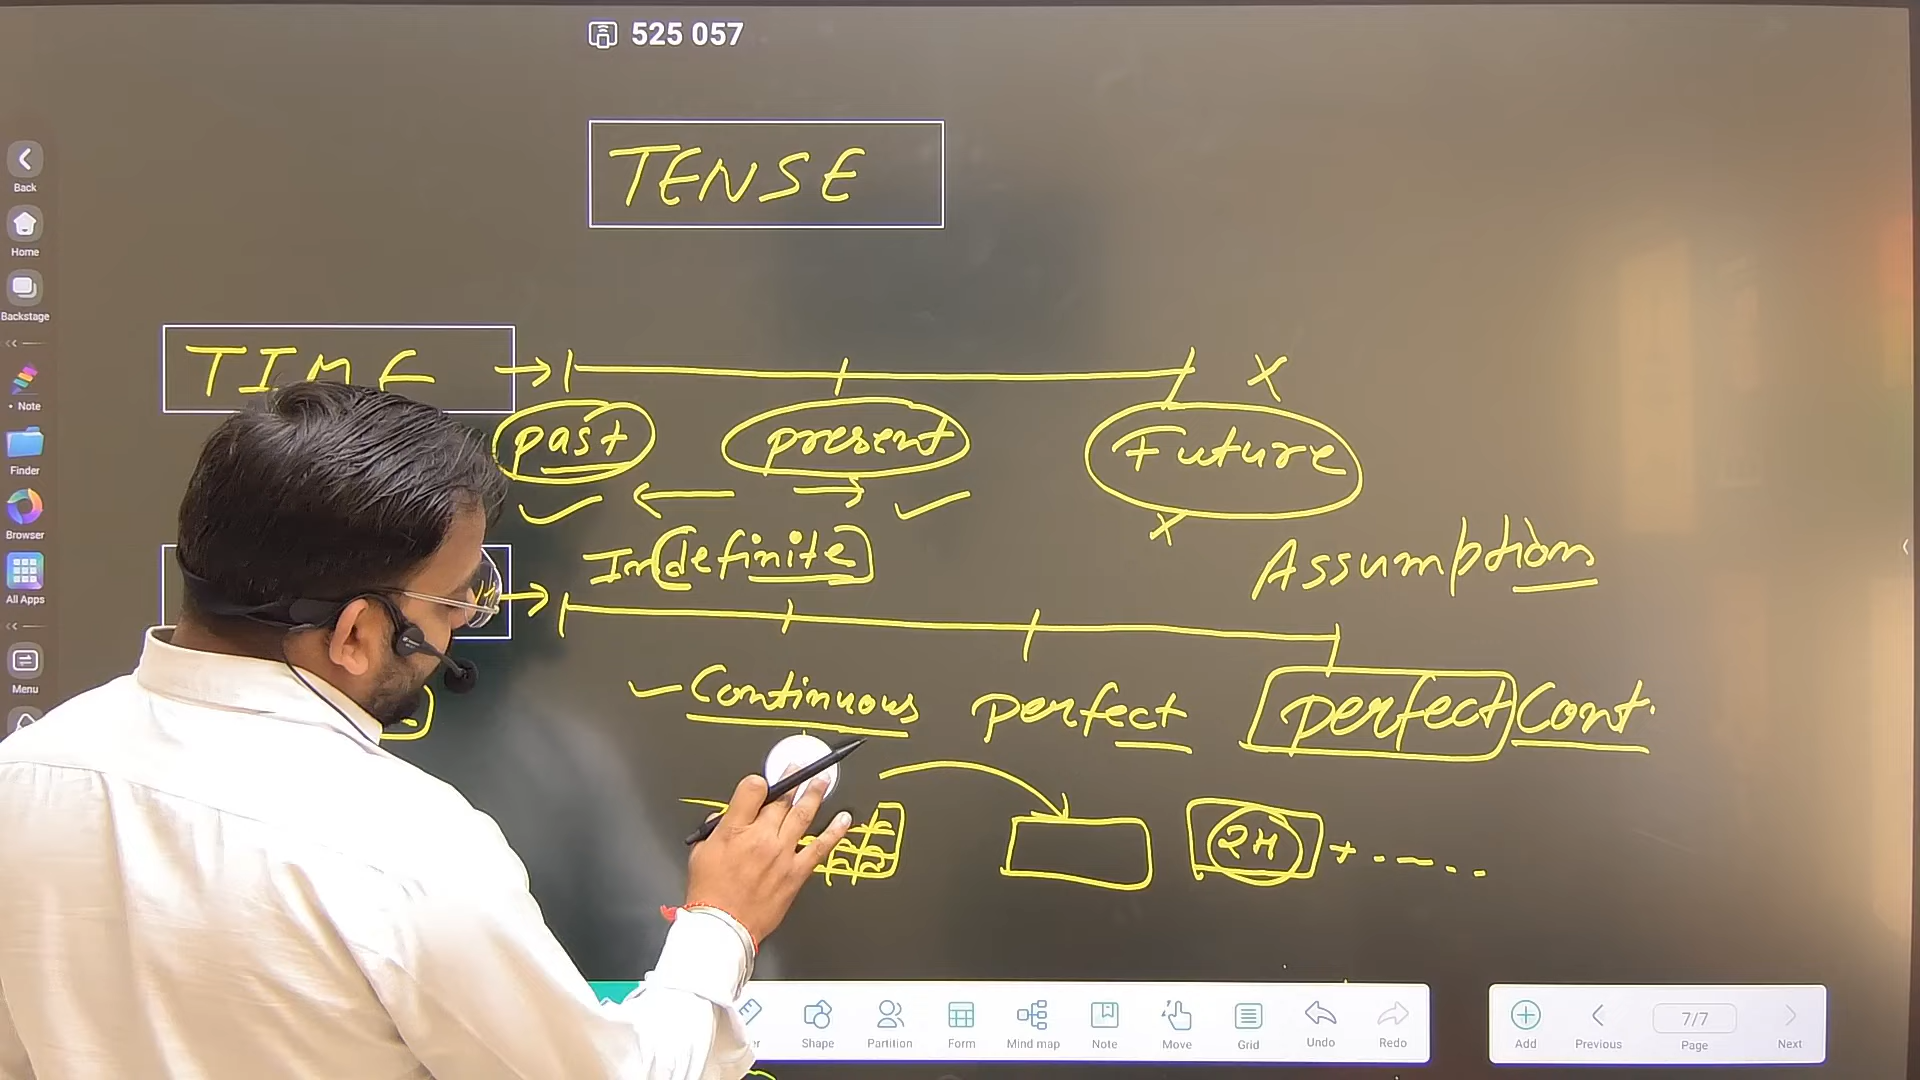 525 057
TENSE
Back
Home
Backstage
TIME → past present Future X
Note
Finder
Browser
All Apps
Menu
X
Indefinite
Assumption
Continuous perfect perfect Cont.
2H + - - - - -
Shape Partition Form Mind map Note Move Grid Undo Redo
Add Previous 7/7 Page Next